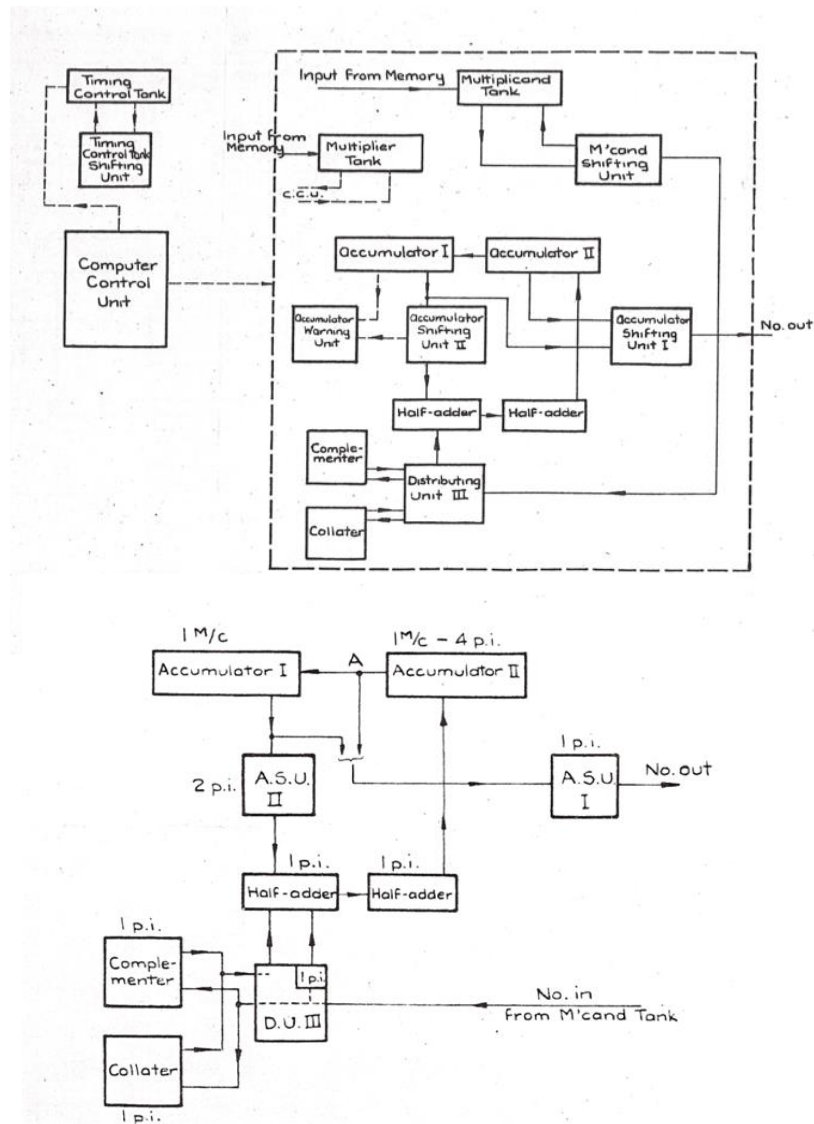 Timing
Control Tank
Timing
Control Tank
Shifting
Unit
Computer
Control
Unit
Input From Memory
Multiplicand
Tank
Input From
Memory
Multiplier
Tank
c.c.u.
M'cand
Shifting
Unit
Accumulator I
Accumulator II
Accumulator
Warning
Unit
Accumulator
Shifting
Unit II
Accumulator
Shifting
Unit I
No. out
Half-adder
Half-adder
Comple-
menter
Distributing
Unit III
Collater
1 M/c
1 M/c - 4 p.i.
Accumulator I
A
Accumulator II
2 p.i.
A.S.U.
II
1 p.i.
A.S.U.
I
No. out
1 p.i.
1 p.i.
Half-adder
Half-adder
1 p.i.
Comple-
menter
1 p.i.
D.U. III
No. in
from M'cand Tank
Collater
1 p.i.